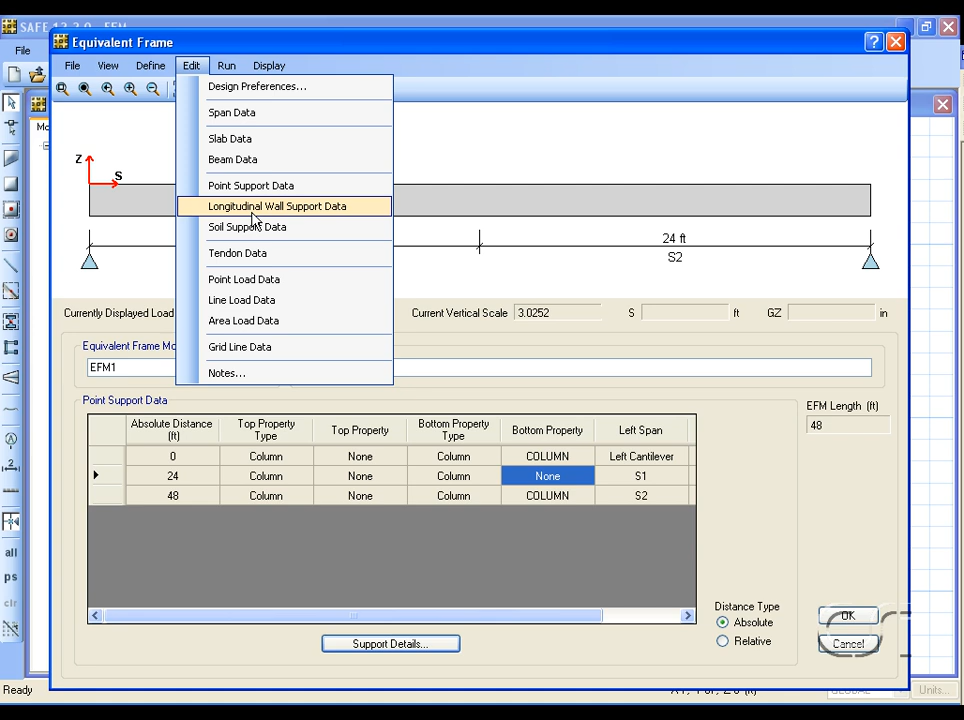 SAFE 12.3.0 - EFM
Equivalent Frame
File
File View Define Edit Run Display
Design Preferences...
Span Data
Slab Data
Beam Data
Point Support Data
Longitudinal Wall Support Data
Soil Support Data
Tendon Data
Point Load Data
Line Load Data
Area Load Data
Grid Line Data
Notes...
Mo
Z
S
24 ft
S2
Currently Displayed Load
Current Vertical Scale 3.0252 S ft GZ in
Equivalent Frame Mo
EFM1
Point Support Data
EFM Length (ft)
48
Absolute Distance (ft) Top Property Type Top Property Bottom Property Type Bottom Property Left Span
0 Column None Column COLUMN Left Cantilever
24 Column None Column None S1
48 Column None Column COLUMN S2
all
ps
clr
Distance Type
Absolute
Relative
OK
Cancel
Support Details...
Ready
GLOBAL
Units...